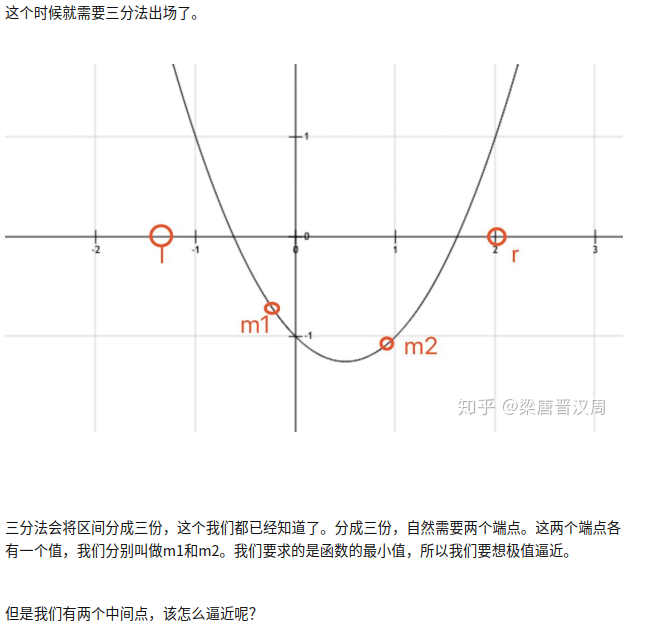 这个时候就需要三分法出场了。
1
0
-2
-1
0
1
2
3
l
r
m1
-1
m2
知乎 @梁唐晋汉周
三分法会将区间分成三份，这个我们都已经知道了。分成三份，自然需要两个端点。这两个端点各
有一个值，我们分别叫做m1和m2。我们要求的是函数的最小值，所以我们要想极值逼近。
但是我们有两个中间点，该怎么逼近呢？